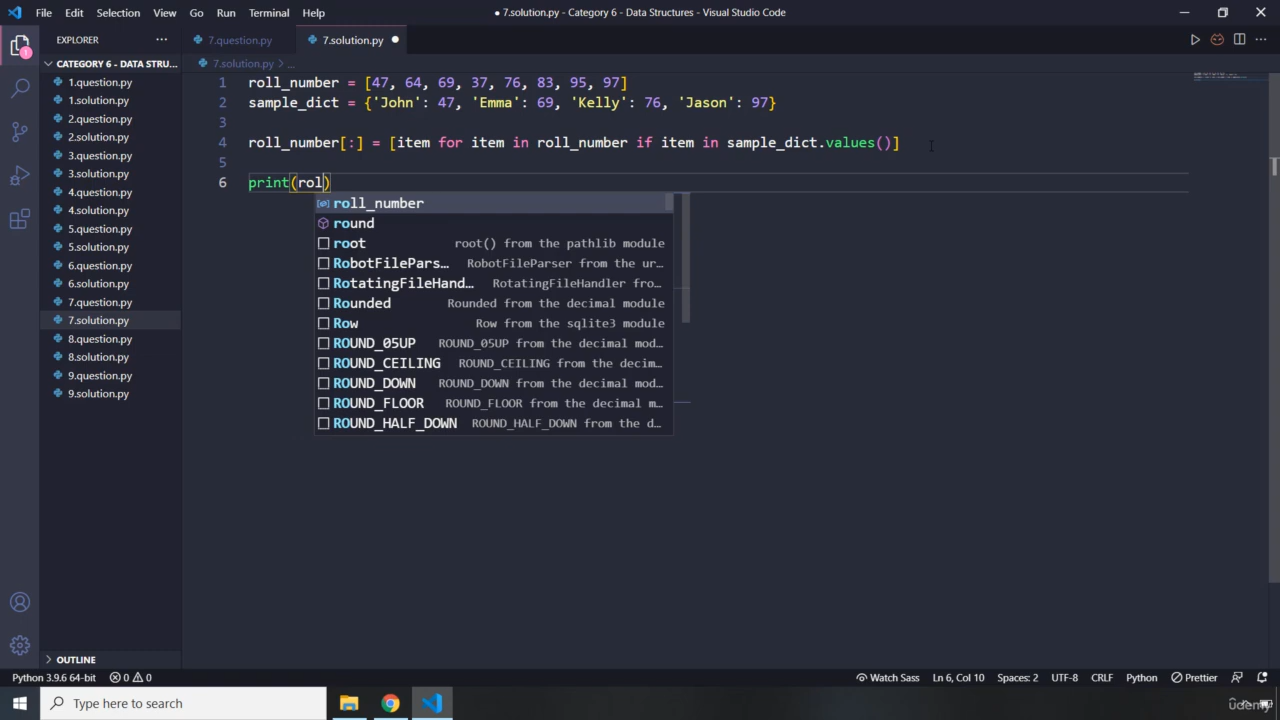 File Edit Selection View Go Run Terminal Help
● 7.solution.py - Category 6 - Data Structures - Visual Studio Code
EXPLORER
7.question.py
7.solution.py
CATEGORY 6 - DATA STRU...
7.solution.py > ...
1.question.py
1.solution.py
2.question.py
2.solution.py
3.question.py
3.solution.py
4.question.py
4.solution.py
5.question.py
5.solution.py
6.question.py
6.solution.py
7.question.py
7.solution.py
8.question.py
8.solution.py
9.question.py
9.solution.py
1 roll_number = [47, 64, 69, 37, 76, 83, 95, 97]
2 sample_dict = {'John': 47, 'Emma': 69, 'Kelly': 76, 'Jason': 97}
3
4 roll_number[:] = [item for item in roll_number if item in sample_dict.values()]
5
6 print(rol)
roll_number
round
root root() from the pathlib module
RobotFilePars… RobotFileParser from the ur…
RotatingFileHand… RotatingFileHandler fro…
Rounded Rounded from the decimal module
Row Row from the sqlite3 module
ROUND_05UP ROUND_05UP from the decimal mod…
ROUND_CEILING ROUND_CEILING from the decim…
ROUND_DOWN ROUND_DOWN from the decimal mod…
ROUND_FLOOR ROUND_FLOOR from the decimal m…
ROUND_HALF_DOWN ROUND_HALF_DOWN from the d…
OUTLINE
Python 3.9.6 64-bit 0 0 Watch Sass Ln 6, Col 10 Spaces: 2 UTF-8 CRLF Python Prettier
Type here to search
Udemy